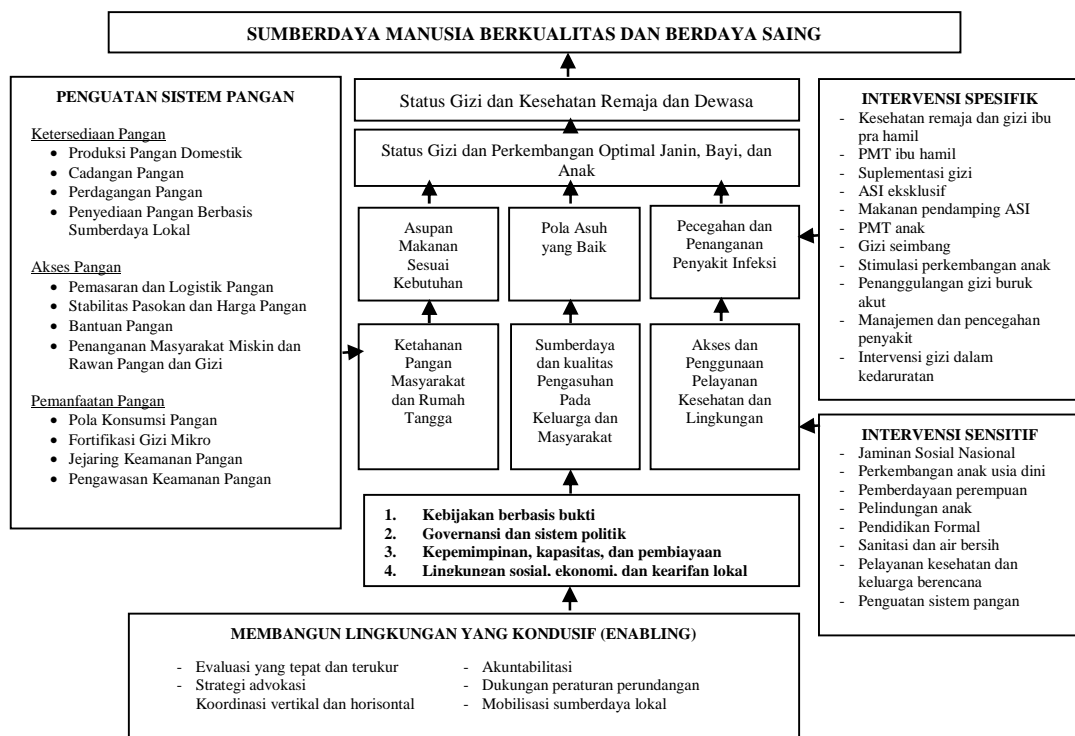 SUMBERDAYA MANUSIA BERKUALITAS DAN BERDAYA SAING
PENGUATAN SISTEM PANGAN
Ketersediaan Pangan
• Produksi Pangan Domestik
• Cadangan Pangan
• Perdagangan Pangan
• Penyediaan Pangan Berbasis
Sumberdaya Lokal
Akses Pangan
• Pemasaran dan Logistik Pangan
• Stabilitas Pasokan dan Harga Pangan
• Bantuan Pangan
• Penanganan Masyarakat Miskin dan
Rawan Pangan dan Gizi
Pemanfaatan Pangan
• Pola Konsumsi Pangan
• Fortifikasi Gizi Mikro
• Jejaring Keamanan Pangan
• Pengawasan Keamanan Pangan
Status Gizi dan Kesehatan Remaja dan Dewasa
Status Gizi dan Perkembangan Optimal Janin, Bayi, dan
Anak
Asupan
Makanan
Sesuai
Kebutuhan
Pola Asuh
yang Baik
Pecegahan dan
Penanganan
Penyakit Infeksi
Ketahanan
Pangan
Masyarakat
dan Rumah
Tangga
Sumberdaya
dan kualitas
Pengasuhan
Pada
Keluarga dan
Masyarakat
Akses dan
Penggunaan
Pelayanan
Kesehatan dan
Lingkungan
1. Kebijakan berbasis bukti
2. Governansi dan sistem politik
3. Kepemimpinan, kapasitas, dan pembiayaan
4. Lingkungan sosial, ekonomi, dan kearifan lokal
INTERVENSI SPESIFIK
- Kesehatan remaja dan gizi ibu
pra hamil
- PMT ibu hamil
- Suplementasi gizi
- ASI eksklusif
- Makanan pendamping ASI
- PMT anak
- Gizi seimbang
- Stimulasi perkembangan anak
- Penanggulangan gizi buruk
akut
- Manajemen dan pencegahan
penyakit
- Intervensi gizi dalam
kedaruratan
INTERVENSI SENSITIF
- Jaminan Sosial Nasional
- Perkembangan anak usia dini
- Pemberdayaan perempuan
- Pelindungan anak
- Pendidikan Formal
- Sanitasi dan air bersih
- Pelayanan kesehatan dan
keluarga berencana
- Penguatan sistem pangan
MEMBANGUN LINGKUNGAN YANG KONDUSIF (ENABLING)
- Evaluasi yang tepat dan terukur
- Strategi advokasi
Koordinasi vertikal dan horisontal
- Akuntabilitas
- Dukungan peraturan perundangan
- Mobilisasi sumberdaya lokal